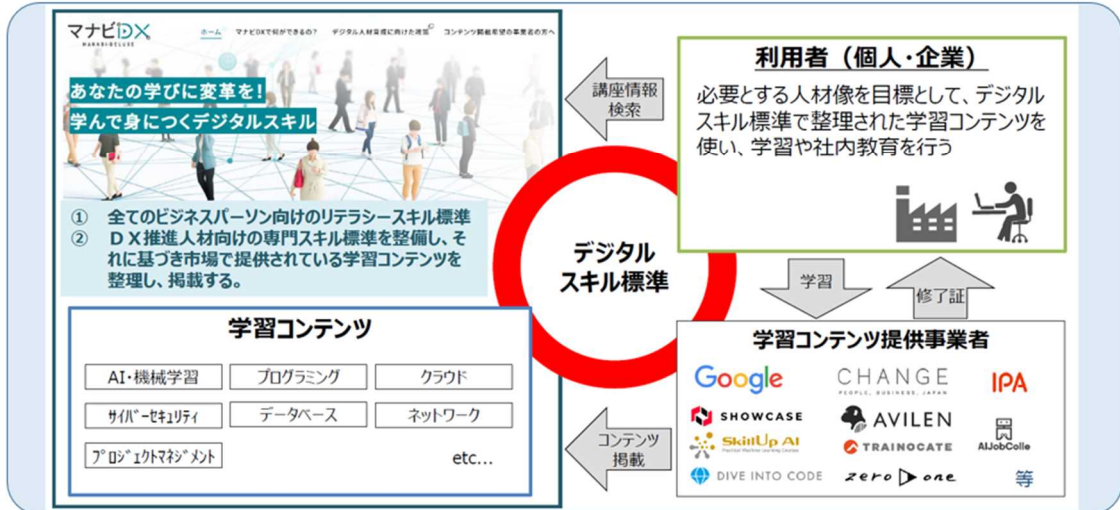 マナビDX
MANABI-DELUXE
ホーム マナビDXで何ができるの? デジタル人材育成に向けた政策 コンテンツ掲載希望の事業者の方へ
あなたの学びに変革を!
学んで身につくデジタルスキル
① 全てのビジネスパーソン向けのリテラシースキル標準
② DX推進人材向けの専門スキル標準を整備し、そ
れに基づき市場で提供されている学習コンテンツを
整理し、掲載する。
学習コンテンツ
AI・機械学習 プログラミング クラウド
サイバーセキュリティ データベース ネットワーク
プロジェクトマネジメント etc...
講座情報
検索
デジタル
スキル標準
コンテンツ
掲載
利用者(個人・企業)
必要とする人材像を目標として、デジタル
スキル標準で整理された学習コンテンツを
使い、学習や社内教育を行う
学習 修了証
学習コンテンツ提供事業者
Google CHANGE IPA
PEOPLE, BUSINESS, JAPAN
SHOWCASE AVILEN
SkillUp AI TRAINOCATE AIJobColle
Practical Machine Learning Courses
DIVE INTO CODE zero one 等